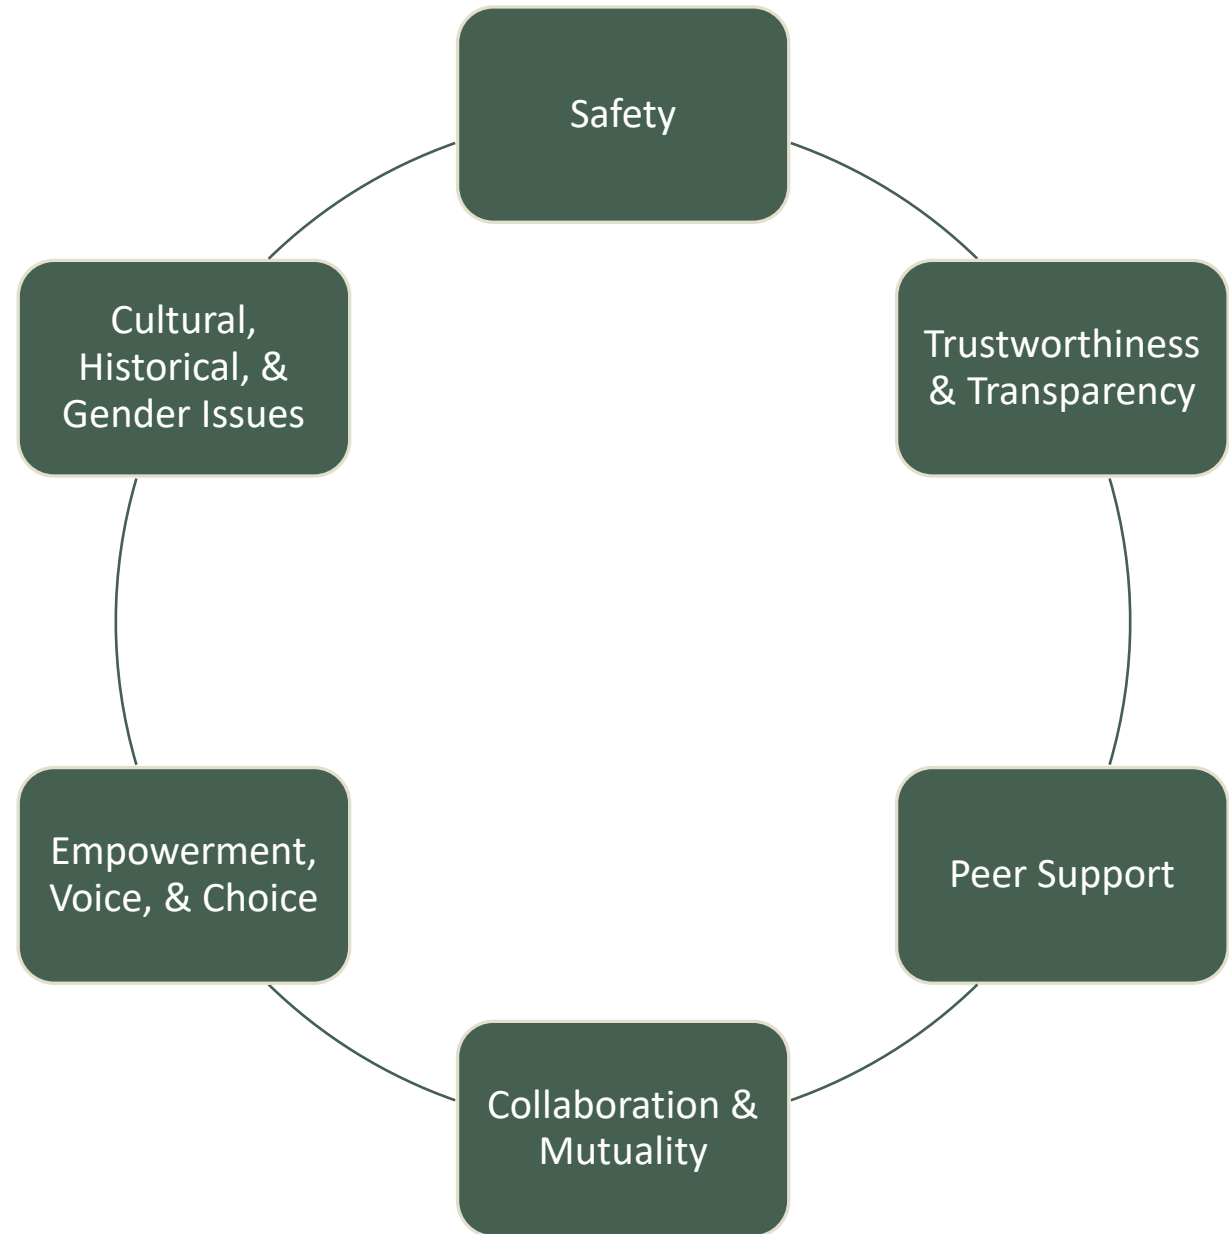 Safety
Trustworthiness
& Transparency
Peer Support
Collaboration &
Mutuality
Empowerment,
Voice, & Choice
Cultural,
Historical, &
Gender Issues